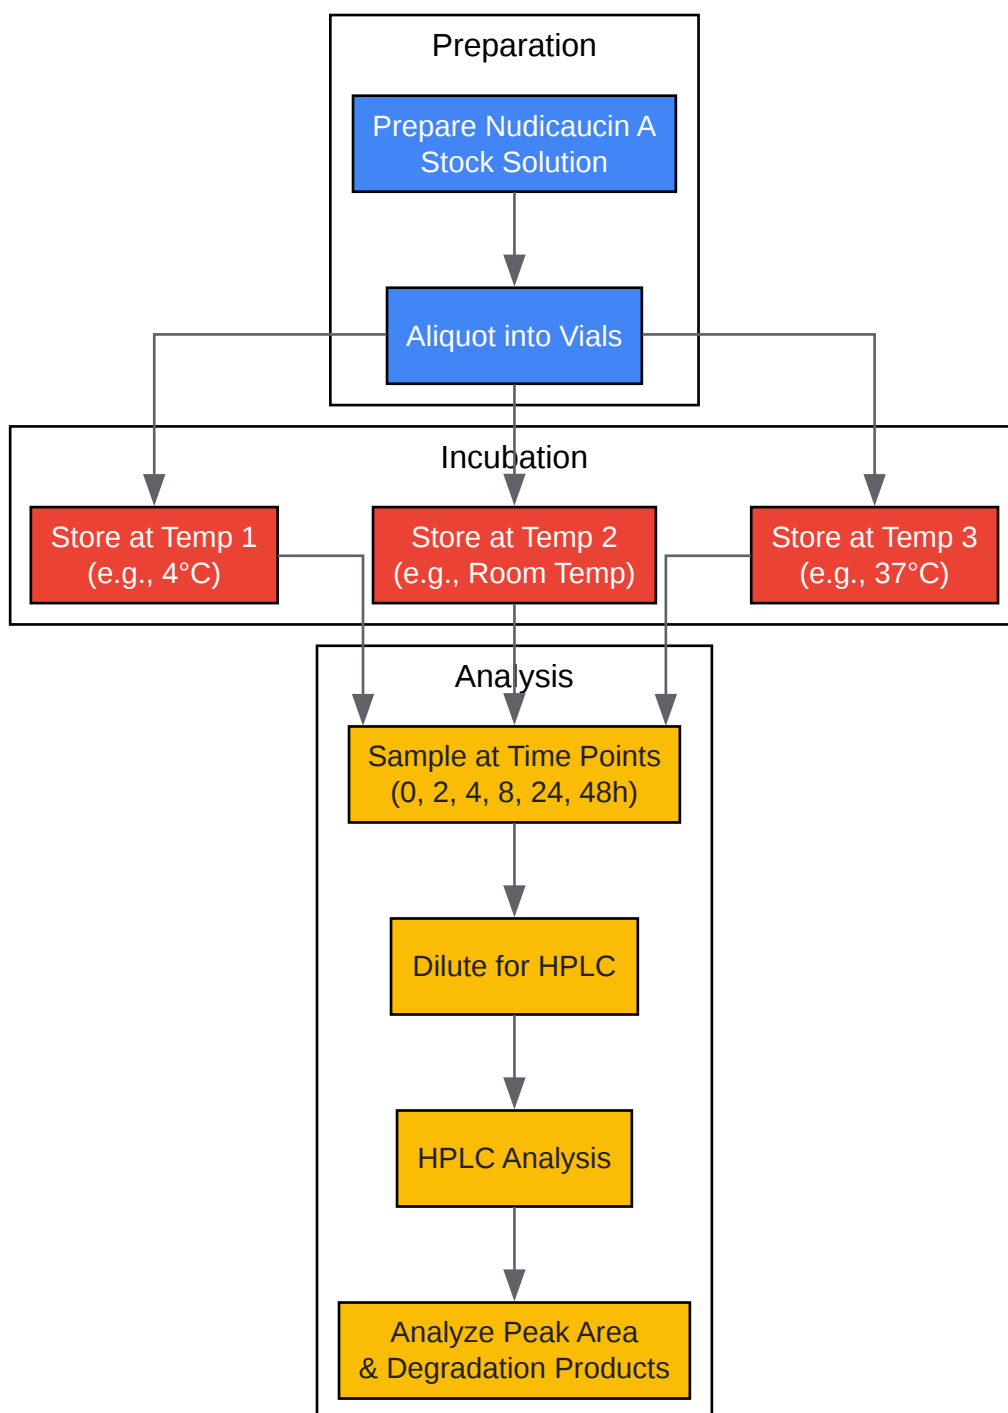 Preparation
Prepare Nudicaucin A
Stock Solution
Aliquot into Vials
Incubation
Store at Temp 1
(e.g., 4°C)
Store at Temp 2
(e.g., Room Temp)
Store at Temp 3
(e.g., 37°C)
Analysis
Sample at Time Points
(0, 2, 4, 8, 24, 48h)
Dilute for HPLC
HPLC Analysis
Analyze Peak Area
& Degradation Products